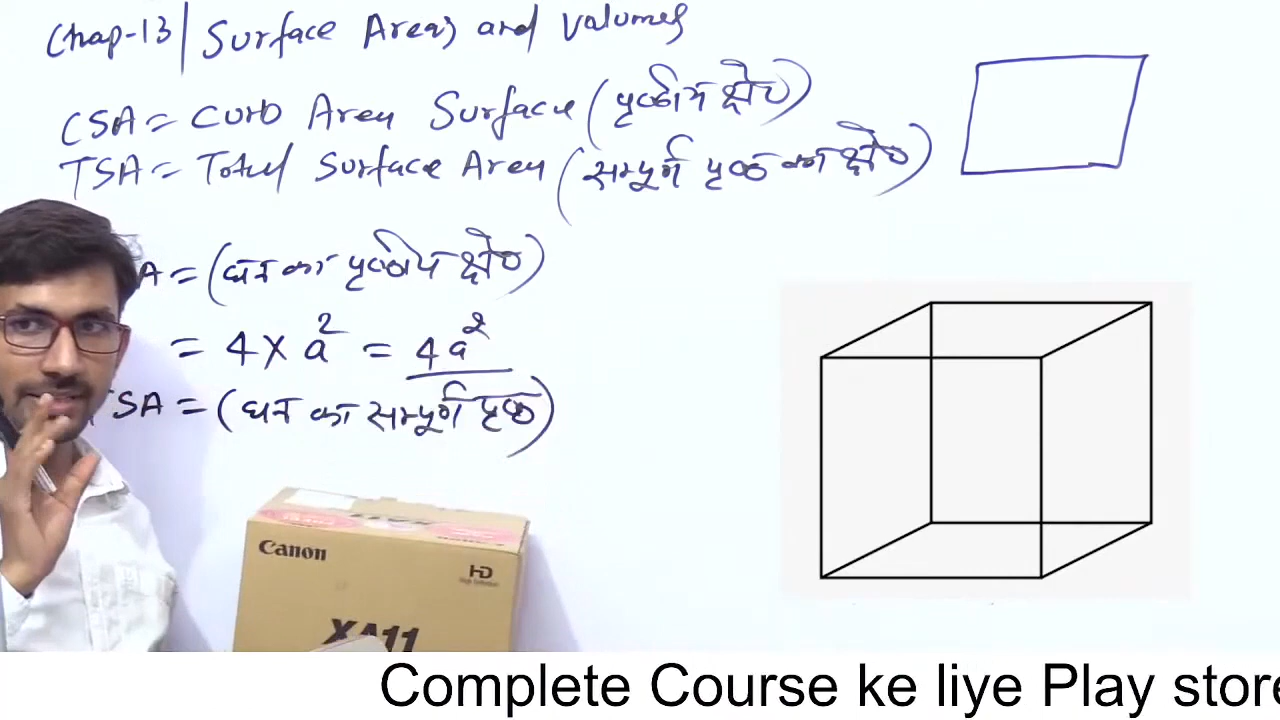 Chap-13 | Surface Areas and Volumes
CSA = Curb Area Surface (पृष्ठीय क्षेत्र)
TSA = Total Surface Area (सम्पूर्ण पृष्ठ का क्षेत्र)
A = (घन का पृष्ठीय क्षेत्र)
= 4 × a² = 4a²
TSA = (घन का सम्पूर्ण पृष्ठ)
Canon
HD
XA11
Complete Course ke liye Play store